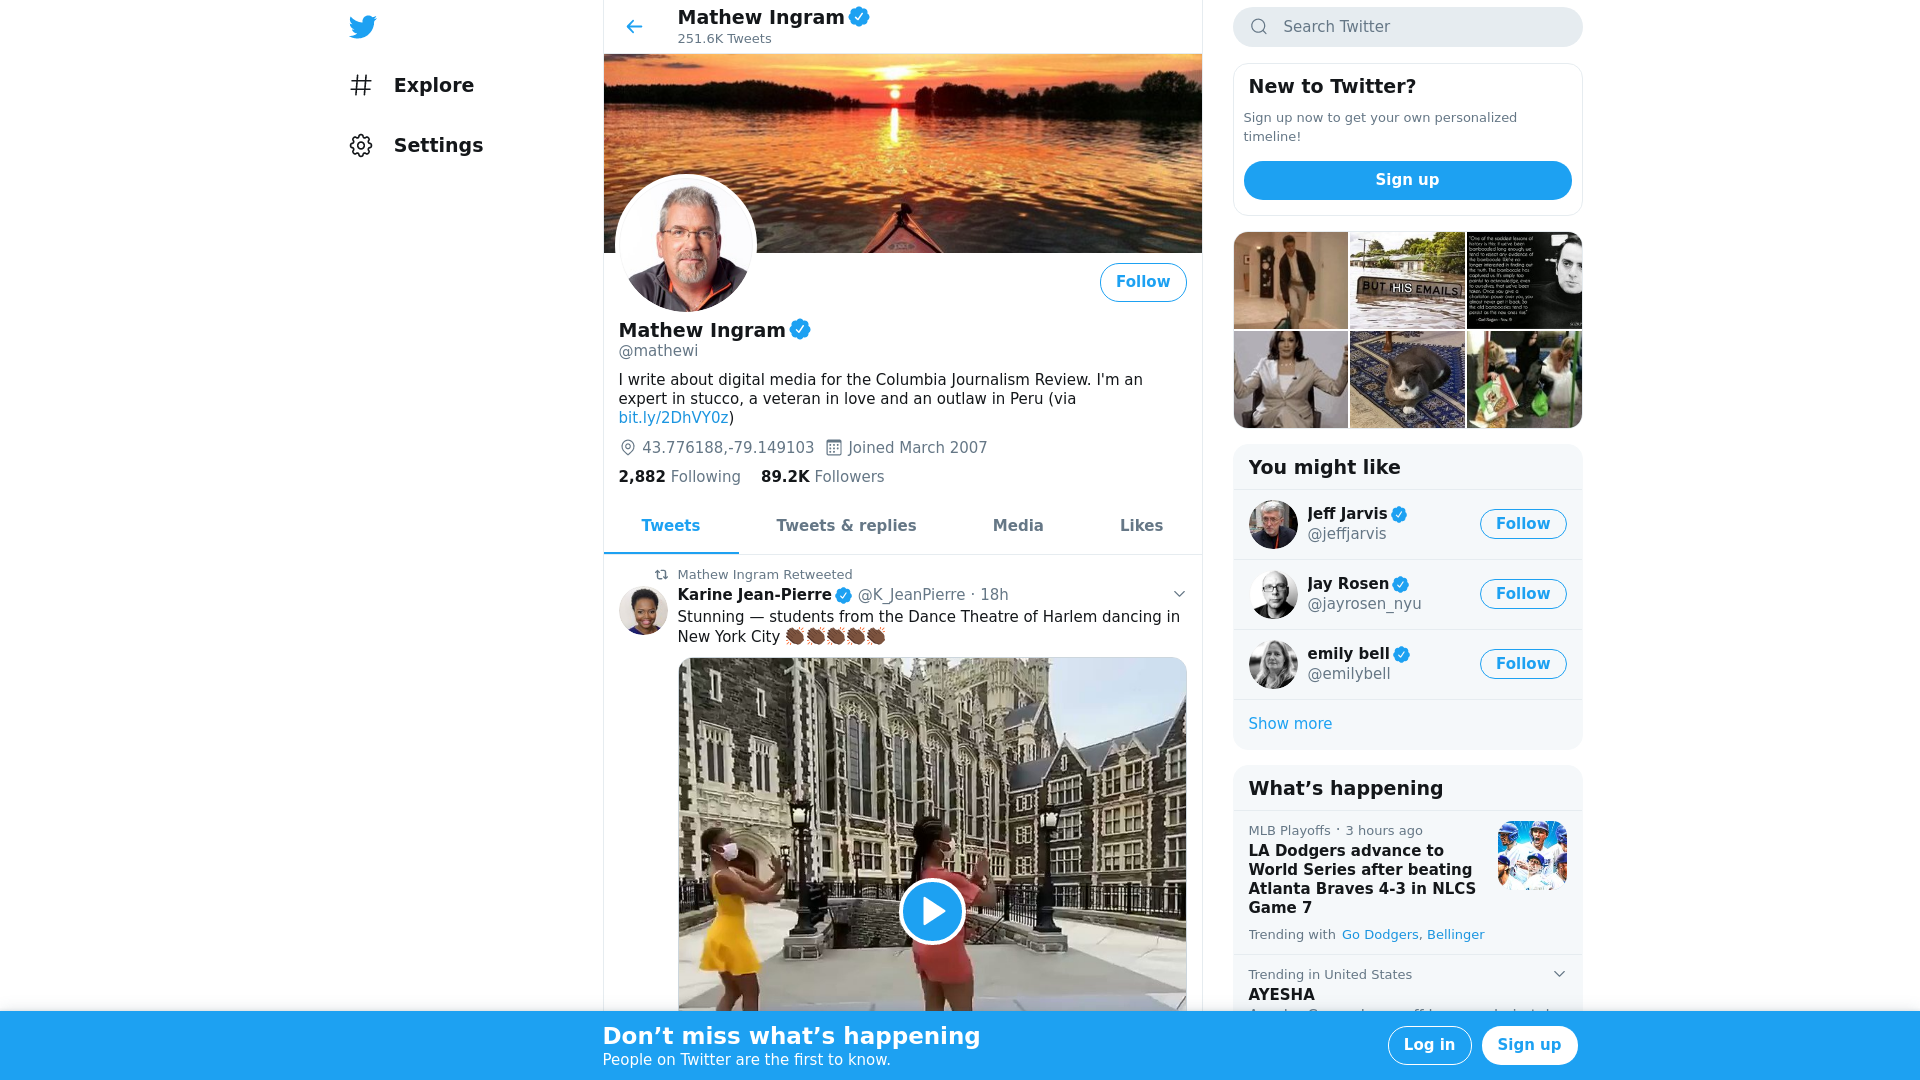 Explore
Settings
Mathew Ingram
251.6K Tweets
Follow
Mathew Ingram
@mathewi
I write about digital media for the Columbia Journalism Review. I'm an
expert in stucco, a veteran in love and an outlaw in Peru (via
bit.ly/2DhVY0z)
43.776188,-79.149103 Joined March 2007
2,882 Following 89.2K Followers
Tweets Tweets & replies Media Likes
Mathew Ingram Retweeted
Karine Jean-Pierre @K_JeanPierre · 18h
Stunning — students from the Dance Theatre of Harlem dancing in
New York City 👏🏿👏🏿👏🏿👏🏿👏🏿
Search Twitter
New to Twitter?
Sign up now to get your own personalized
timeline!
Sign up
BUT HIS EMAILS
You might like
Jeff Jarvis
@jeffjarvis
Follow
Jay Rosen
@jayrosen_nyu
Follow
emily bell
@emilybell
Follow
Show more
What’s happening
MLB Playoffs · 3 hours ago
LA Dodgers advance to
World Series after beating
Atlanta Braves 4-3 in NLCS
Game 7
Trending with Go Dodgers, Bellinger
Trending in United States
AYESHA
Don’t miss what’s happening
People on Twitter are the first to know.
Log in
Sign up